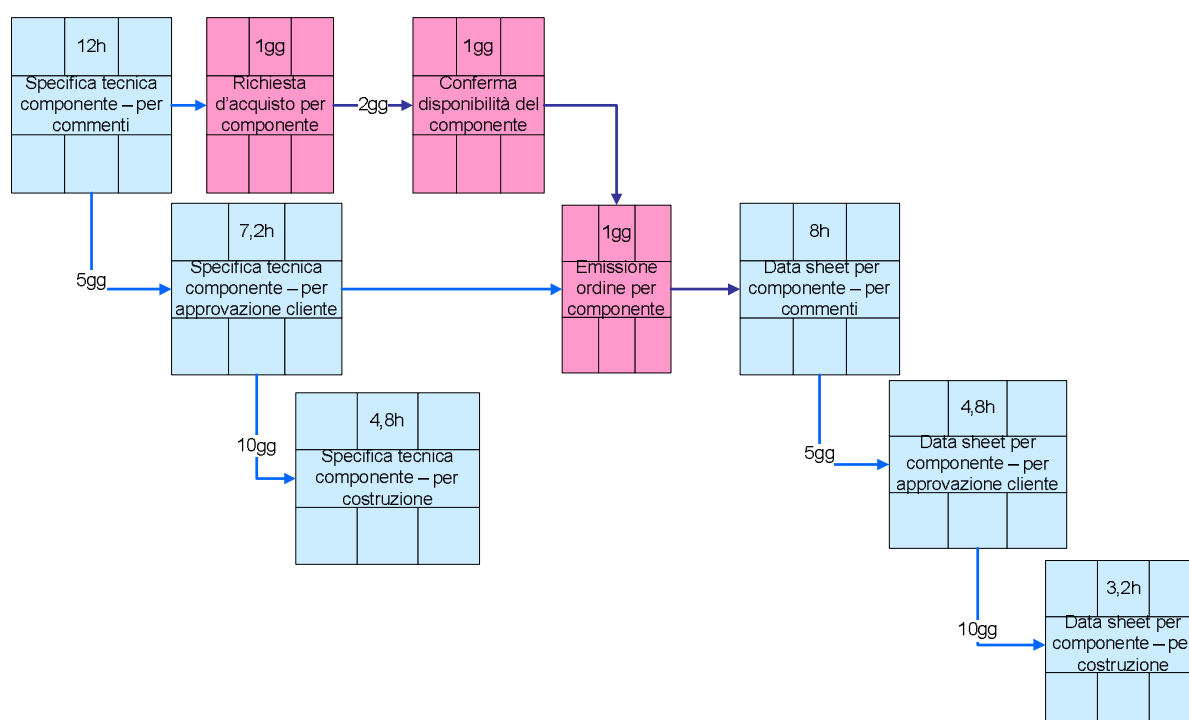 12h
Specifica tecnica
componente – per
commenti
1gg
Richiesta
d'acquisto per
componente
2gg
1gg
Conferma
disponibilità del
componente
5gg
7,2h
Specifica tecnica
componente – per
approvazione cliente
1gg
Emissione
ordine per
componente
8h
Data sheet per
componente – per
commenti
10gg
4,8h
Specifica tecnica
componente – per
costruzione
5gg
4,8h
Data sheet per
componente – per
approvazione cliente
10gg
3,2h
Data sheet per
componente – pe
costruzione